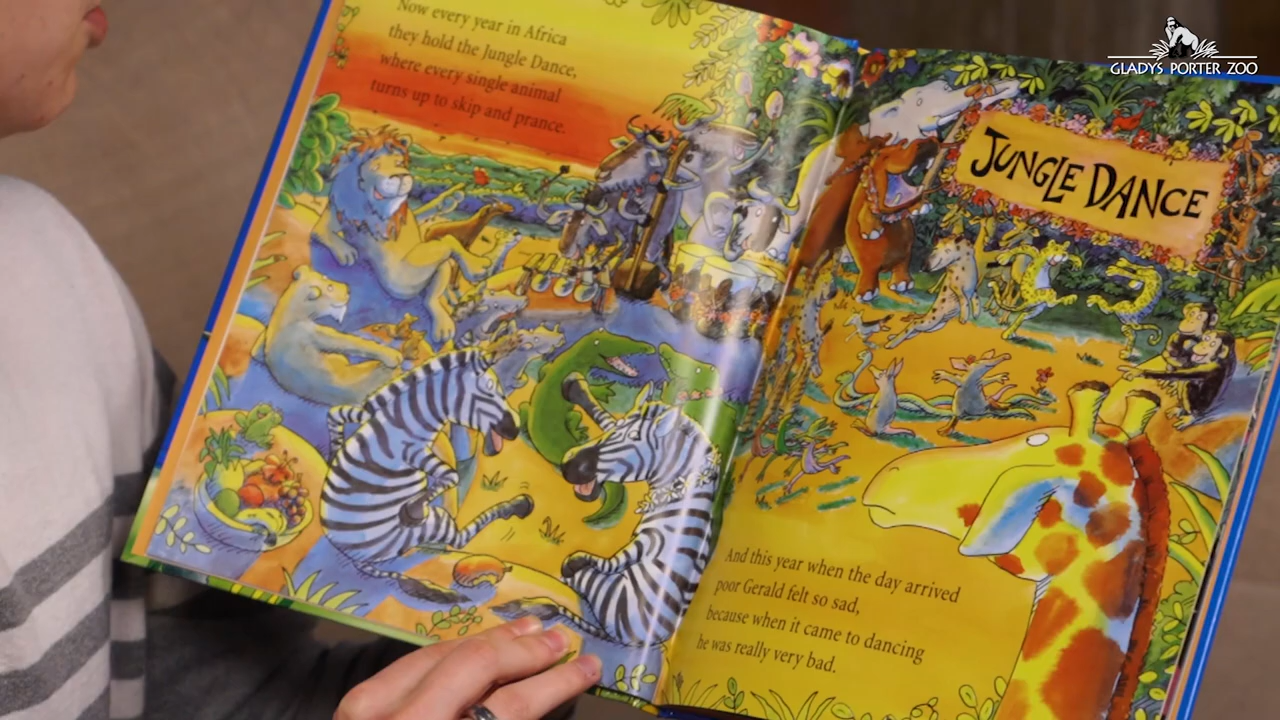 Now every year in Africa
they hold the Jungle Dance,
where every single animal
turns up to skip and prance.
JUNGLE DANCE
And this year when the day arrived
poor Gerald felt so sad,
because when it came to dancing
he was really very bad.
GLADYS PORTER ZOO